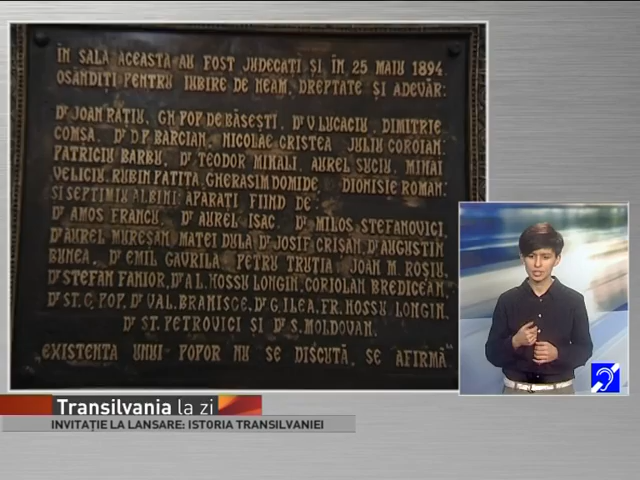 ÎN SALA ACEASTA AU FOST JUDECAȚI ȘI ÎN 25 MAIU 1894
OSÂNDIȚI PENTRU IUBIRE DE NEAM, DREPTATE ȘI ADEVĂR:
Dʳ IOAN RAȚIU, GH POP DE BĂSEȘTI, Dʳ V. LUCACIU, DIMITRIE
COMȘA, Dʳ D.P. BARCIAN, NICOLAE CRISTEA IULIU COROIAN,
PATRICIU BARBU, Dʳ TEODOR MIHALI, AUREL SUCIU, MIHAI
VELICIU, RUBIN PATIȚA, GHERASIM DOMIDE DIONISIE ROMAN,
ȘI SEPTIMIU ALBINI: APĂRAȚI FIIND DE
Dʳ AMOS FRANCU, Dʳ AUREL ISAC, Dʳ MILOS STEFANOVICI,
Dʳ AUREL MUREȘAN, MATEI DULA, Dʳ IOSIF CRIȘAN, Dʳ AUGUSTIN
BUNEA, Dʳ EMIL GAVRILA, PETRU TRUȚIA, IOAN M. ROȘIU,
Dʳ STEFAN FANIOR, Dʳ AL. HOSSU LONGIN, CORIOLAN BREDICEAN,
Dʳ ST. C. POP, Dʳ VAL. BRANISCE, Dʳ G. ILEA, FR. HOSSU LONGIN,
Dʳ ST. PETROVICI ȘI Dʳ S. MOLDOVAN.
„EXISTENȚA UNUI POPOR NU SE DISCUTĂ, SE AFIRMĂ"
Transilvania la zi
INVITAȚIE LA LANSARE: ISTORIA TRANSILVANIEI